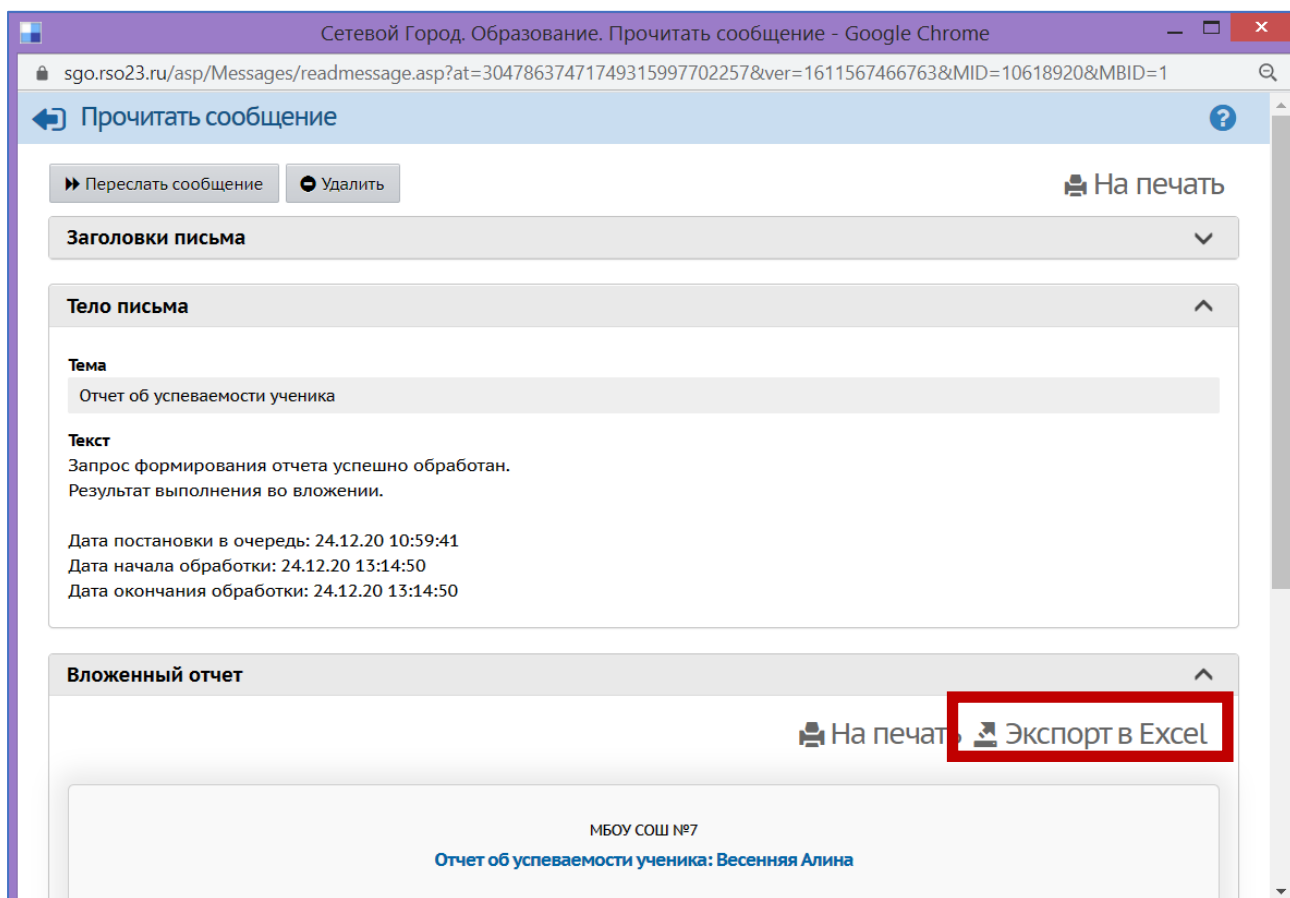 Сетевой Город. Образование. Прочитать сообщение - Google Chrome
sgo.rso23.ru/asp/Messages/readmessage.asp?at=30478637471749315997702257&ver=1611567466763&MID=10618920&MBID=1
Прочитать сообщение
Переслать сообщение
Удалить
На печать
Заголовки письма
Тело письма
Тема
Отчет об успеваемости ученика
Текст
Запрос формирования отчета успешно обработан.
Результат выполнения во вложении.
Дата постановки в очередь: 24.12.20 10:59:41
Дата начала обработки: 24.12.20 13:14:50
Дата окончания обработки: 24.12.20 13:14:50
Вложенный отчет
На печать
Экспорт в Excel
МБОУ СОШ №7
Отчет об успеваемости ученика: Весенняя Алина